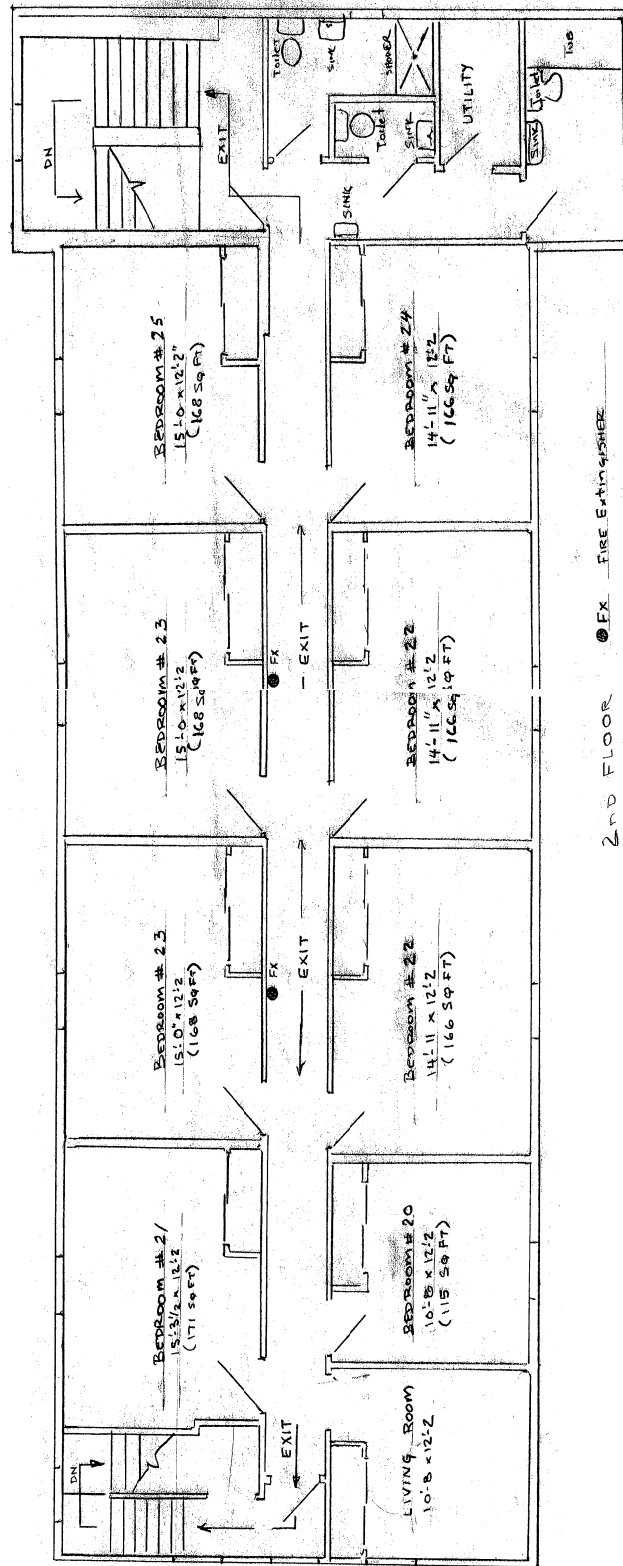 DN
EXIT
Toilet
SINK
SHOWER
Toilet
SINK
UTILITY
TUB
Toilet
SINK
SINK
BEDROOM # 25
15'-0 x 12'-2"
(168 SQ FT)
BEDROOM # 24
14'-11" x 12'-2
(166 SQ FT)
BEDROOM # 23
15'-0 x 12'-2
(168 SQ FT)
FX
EXIT
BEDROOM # 22
14'-11" x 12'-2
(166 SQ FT)
BEDROOM # 23
15'-0" x 12'-2
(168 SQ FT)
FX
EXIT
BEDROOM # 22
14'-11 x 12'-2
(166 SQ FT)
BEDROOM # 21
15'-3 1/2 x 12'-2
(171 SQ FT)
BEDROOM # 20
10'-8 x 12'-2
(115 SQ FT)
DN
EXIT
LIVING ROOM
10'-8 x 12'-2
2ND FLOOR
FX FIRE EXTINGISHER